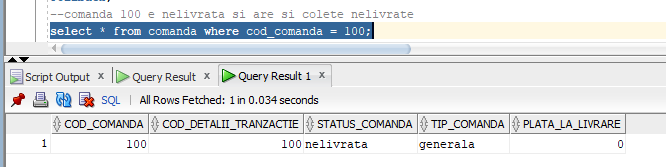 --comanda 100 e nelivrata si are si colete nelivrate
select * from comanda where cod_comanda = 100;
Script Output x Query Result x Query Result 1 x
SQL | All Rows Fetched: 1 in 0.034 seconds
COD_COMANDA COD_DETALII_TRANZACTIE STATUS_COMANDA TIP_COMANDA PLATA_LA_LIVRARE
1 100 100 nelivrata generala 0